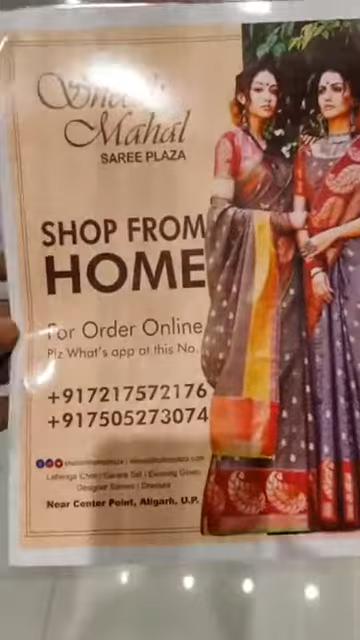 Mahal
SAREE PLAZA
SHOP FROM
HOME
For Order Online
Plz What's app at this No.
+917217572176
+917505273074
Near Center Point, Aligarh, U.P.